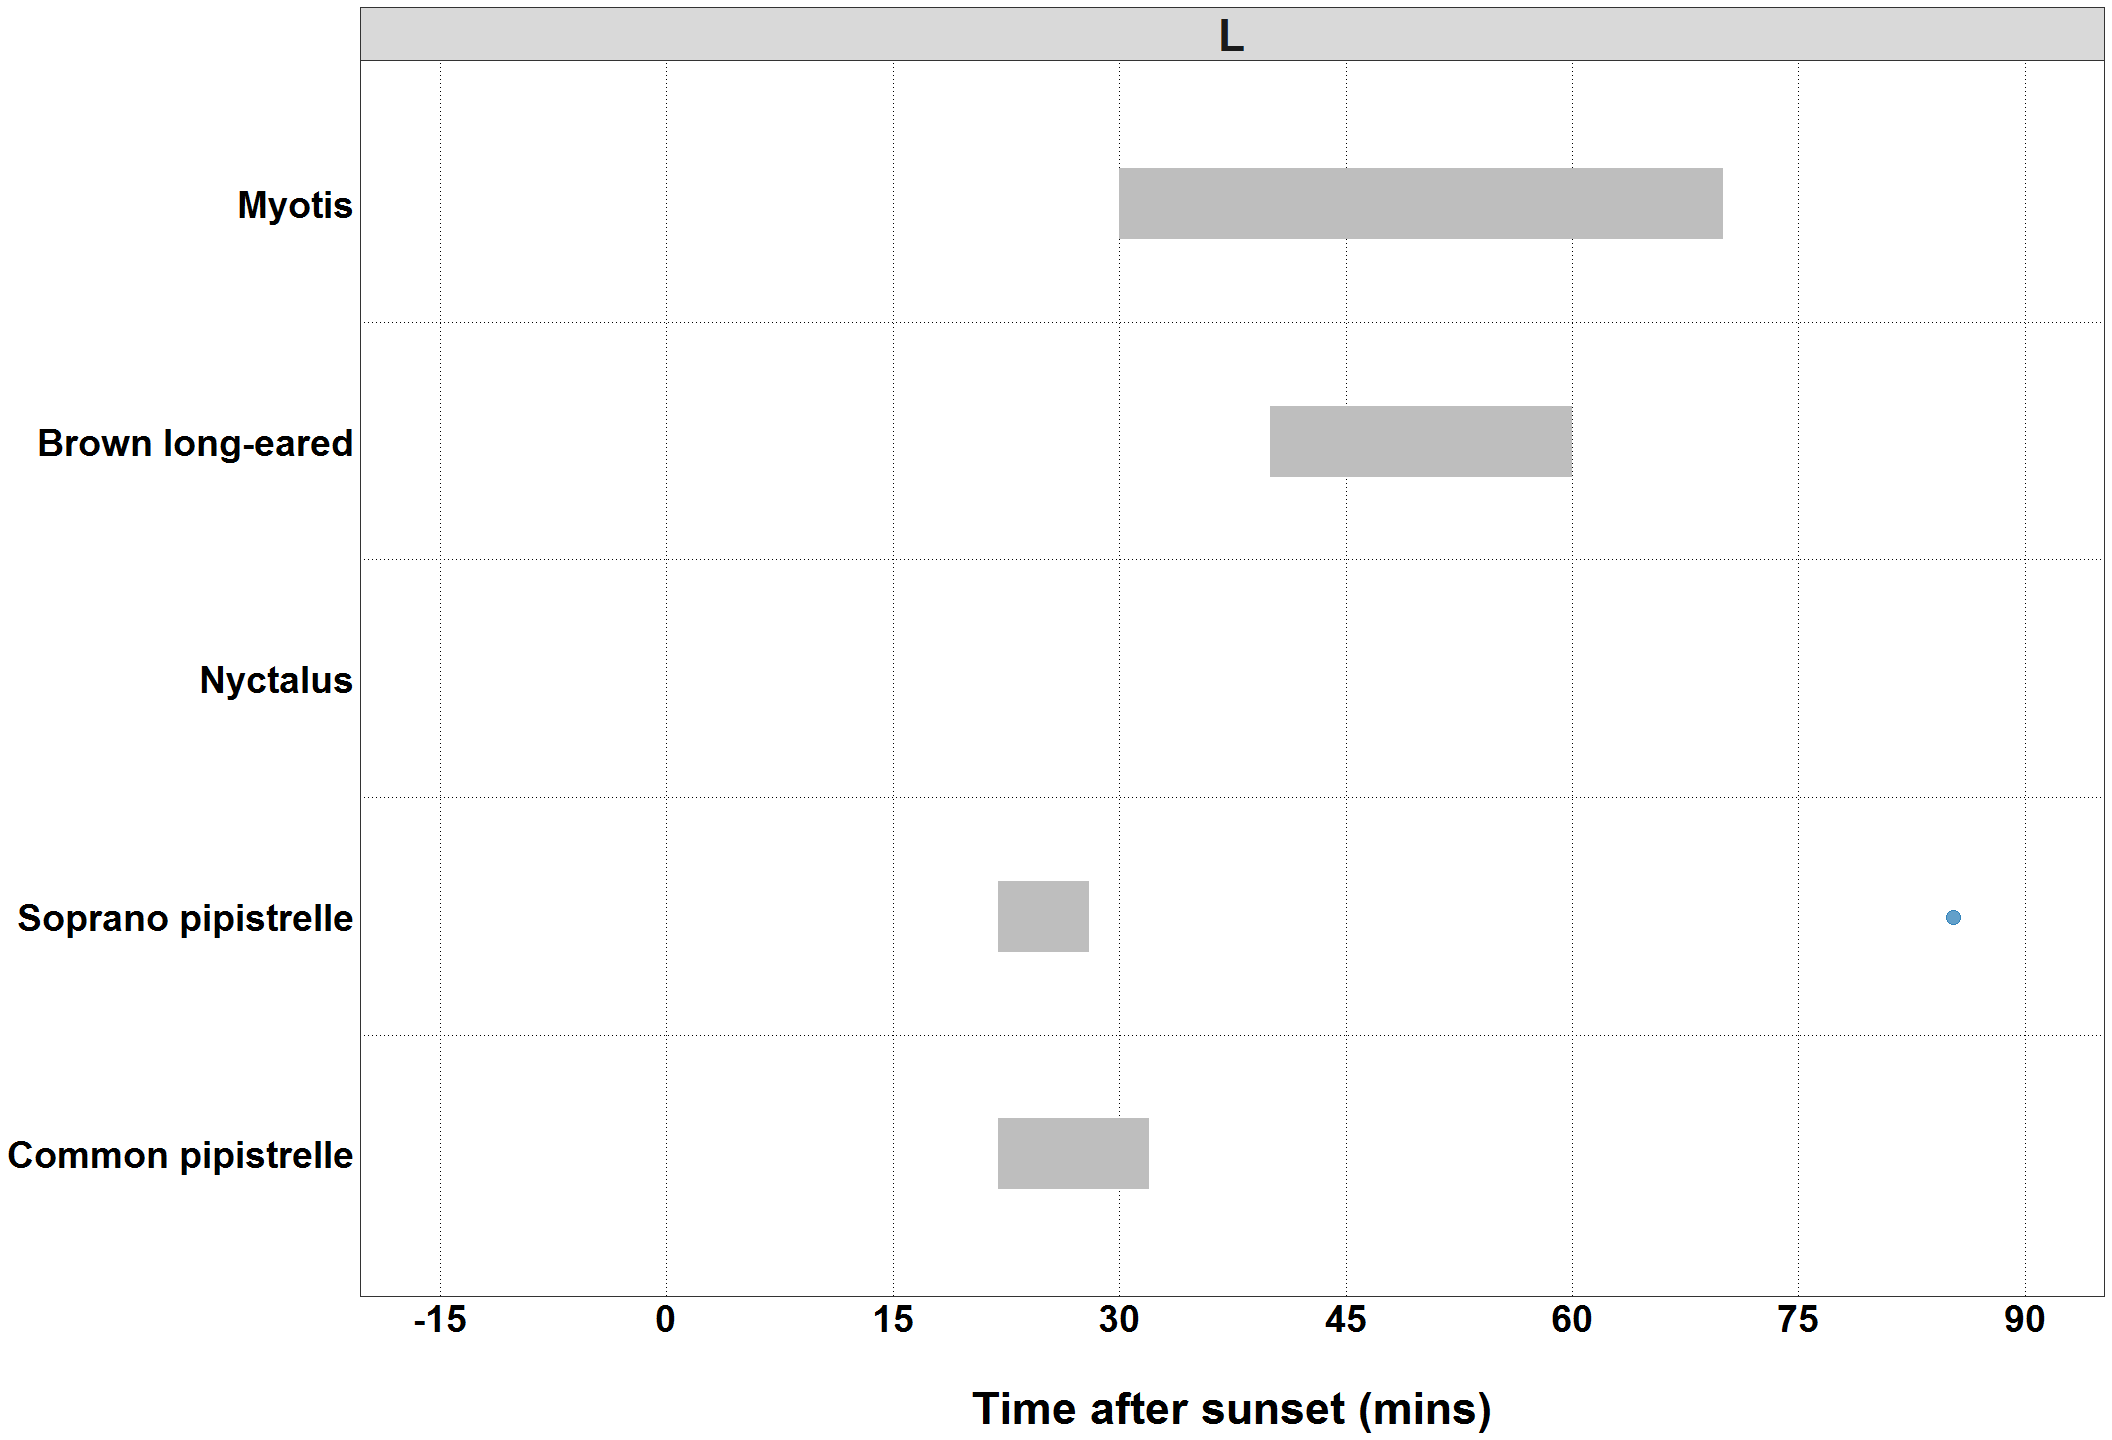 L
Myotis
Brown long-eared
Nyctalus
Soprano pipistrelle
Common pipistrelle
-15 0 15 30 45 60 75 90
Time after sunset (mins)